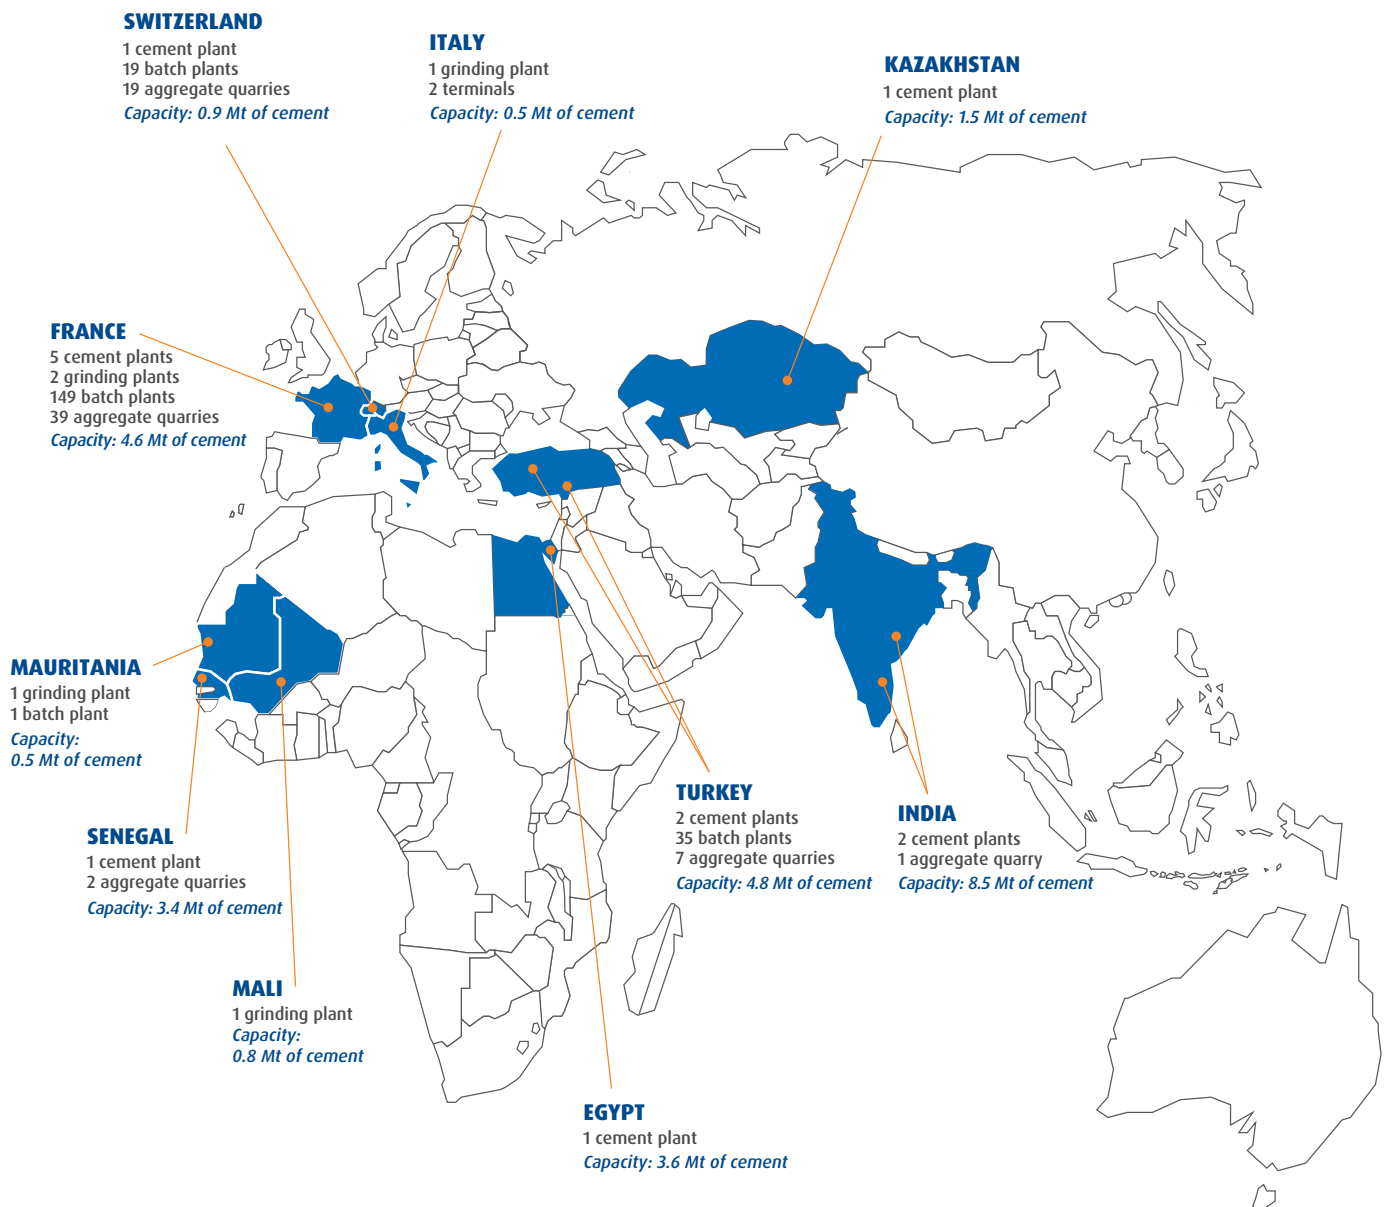 SWITZERLAND
1 cement plant
19 batch plants
19 aggregate quarries
Capacity: 0.9 Mt of cement
ITALY
1 grinding plant
2 terminals
Capacity: 0.5 Mt of cement
KAZAKHSTAN
1 cement plant
Capacity: 1.5 Mt of cement
FRANCE
5 cement plants
2 grinding plants
149 batch plants
39 aggregate quarries
Capacity: 4.6 Mt of cement
MAURITANIA
1 grinding plant
1 batch plant
Capacity:
0.5 Mt of cement
SENEGAL
1 cement plant
2 aggregate quarries
Capacity: 3.4 Mt of cement
MALI
1 grinding plant
Capacity:
0.8 Mt of cement
TURKEY
2 cement plants
35 batch plants
7 aggregate quarries
Capacity: 4.8 Mt of cement
INDIA
2 cement plants
1 aggregate quarry
Capacity: 8.5 Mt of cement
EGYPT
1 cement plant
Capacity: 3.6 Mt of cement